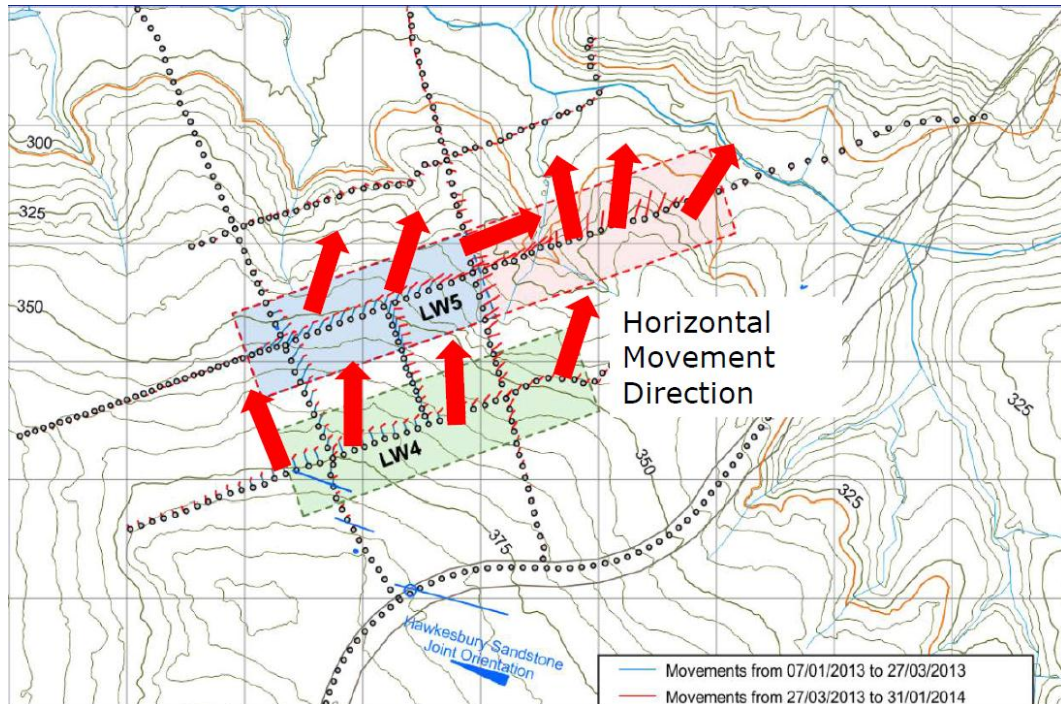 300
325
350
LW5
LW4
Horizontal
Movement
Direction
325
350
325
375
Hawkesbury Sandstone
Joint Orientation
Movements from 07/01/2013 to 27/03/2013
Movements from 27/03/2013 to 31/01/2014